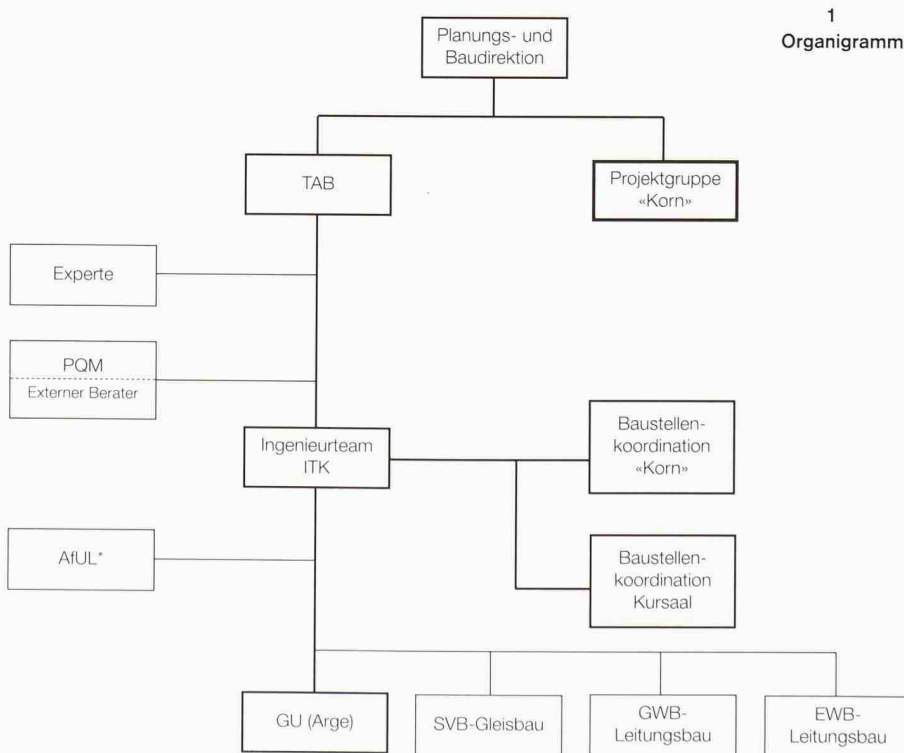 1
Organigramm
Planungs- und
Baudirektion
TAB
Projektgruppe
«Korn»
Experte
PQM
Externer Berater
Ingenieurteam
ITK
Baustellen-
koordination
«Korn»
AfUL*
Baustellen-
koordination
Kursaal
GU (Arge)
SVB-Gleisbau
GWB-
Leitungsbau
EWB-
Leitungsbau